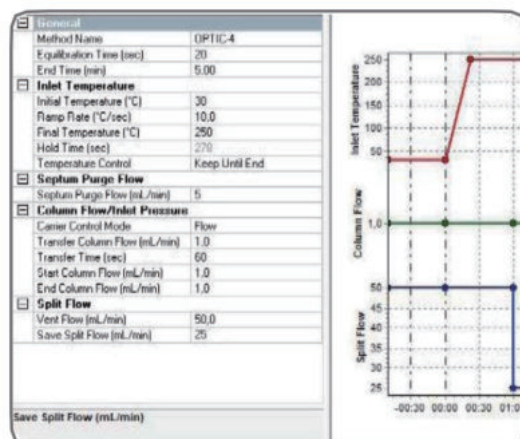 General
Method Name OPTIC-4
Equilibration Time (sec) 20
End Time (min) 5.00
Inlet Temperature
Initial Temperature (°C) 30
Ramp Rate (°C/sec) 10,0
Final Temperature (°C) 250
Hold Time (sec) 278
Temperature Control Keep Until End
Septum Purge Flow
Septum Purge Flow (mL/min) 5
Column Flow/Inlet Pressure
Carrier Control Mode Flow
Transfer Column Flow (mL/min) 1.0
Transfer Time (sec) 60
Start Column Flow (mL/min) 1.0
End Column Flow (mL/min) 1.0
Split Flow
Vent Flow (mL/min) 50,0
Save Split Flow (mL/min) 25
Save Split Flow (mL/min)
Inlet Temperature
250
200
150
100
50
Column Flow
1,0
Split Flow
50
45
40
35
30
25
-00:30 00:00 00:30 01:0